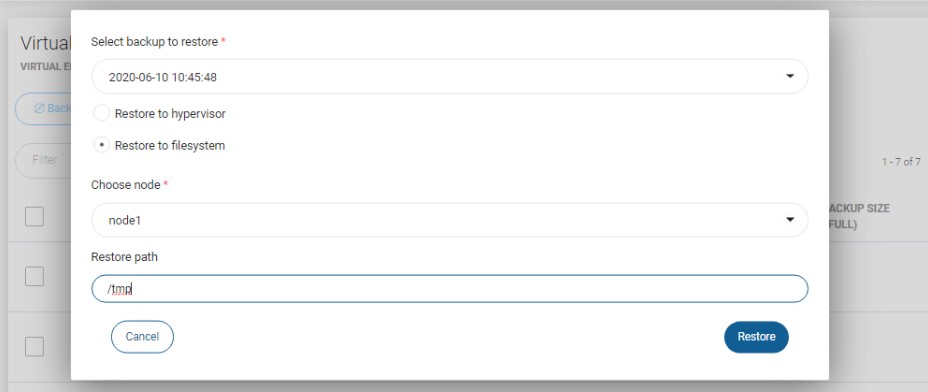 Virtual
VIRTUAL E
Back
Filter
1 - 7 of 7
ACKUP SIZE
FULL)
Select backup to restore *
2020-06-10 10:45:48
Restore to hypervisor
Restore to filesystem
Choose node *
node1
Restore path
/tmp
Cancel
Restore